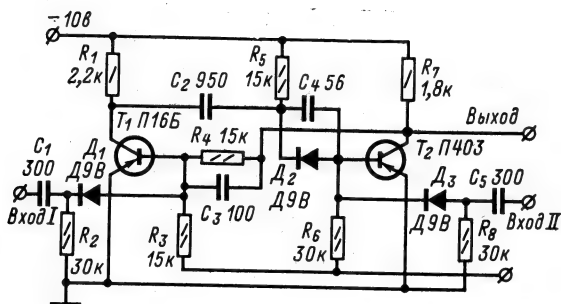 −108
R1
2,2к
R5
15к
C2 950
C4 56
R7
1,8к
Выход
T1 П16Б
R4 15к
T2 П403
C1
300
Д1
Д9В
Д2
Д9В
Д3
Д9В
C5 300
Вход I
Вход II
C3 100
R2
30к
R3
15к
R6
30к
R8
30к